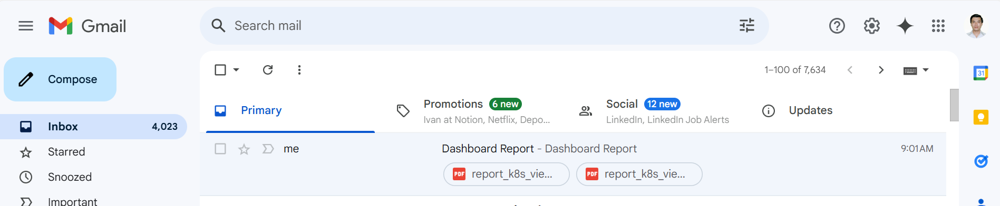 Gmail
Search mail
Compose
1–100 of 7,634
31
Primary
Promotions 6 new
Ivan at Notion, Netflix, Depo...
Social 12 new
LinkedIn, LinkedIn Job Alerts
Updates
Inbox 4,023
Starred
Snoozed
Important
me Dashboard Report - Dashboard Report 9:01 AM
PDF report_k8s_vie... PDF report_k8s_vie...